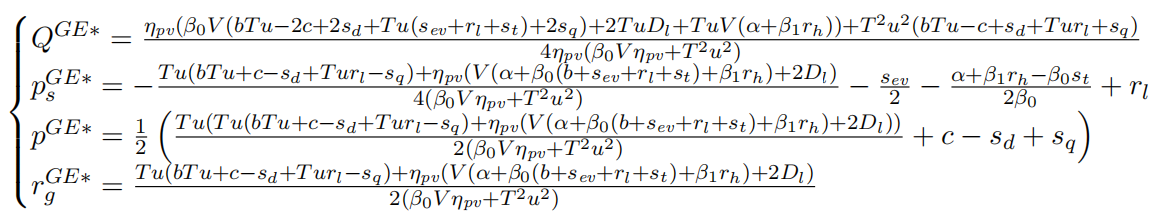 Q^{GE*} = \frac{\eta_{pv}(\beta_0 V(bTu-2c+2s_d+Tu(s_{ev}+r_l+s_t)+2s_q)+2TuD_l+TuV(\alpha+\beta_1 r_h))+T^2u^2(bTu-c+s_d+Tur_l+s_q)}{4\eta_{pv}(\beta_0 V\eta_{pv}+T^2u^2)}
p_s^{GE*} = -\frac{Tu(bTu+c-s_d+Tur_l-s_q)+\eta_{pv}(V(\alpha+\beta_0(b+s_{ev}+r_l+s_t)+\beta_1 r_h)+2D_l)}{4(\beta_0 V\eta_{pv}+T^2u^2)} - \frac{s_{ev}}{2} - \frac{\alpha+\beta_1 r_h-\beta_0 s_t}{2\beta_0} + r_l
p^{GE*} = \frac{1}{2}\left(\frac{Tu(Tu(bTu+c-s_d+Tur_l-s_q)+\eta_{pv}(V(\alpha+\beta_0(b+s_{ev}+r_l+s_t)+\beta_1 r_h)+2D_l))}{2(\beta_0 V\eta_{pv}+T^2u^2)} + c - s_d + s_q\right)
r_g^{GE*} = \frac{Tu(bTu+c-s_d+Tur_l-s_q)+\eta_{pv}(V(\alpha+\beta_0(b+s_{ev}+r_l+s_t)+\beta_1 r_h)+2D_l)}{2(\beta_0 V\eta_{pv}+T^2u^2)}